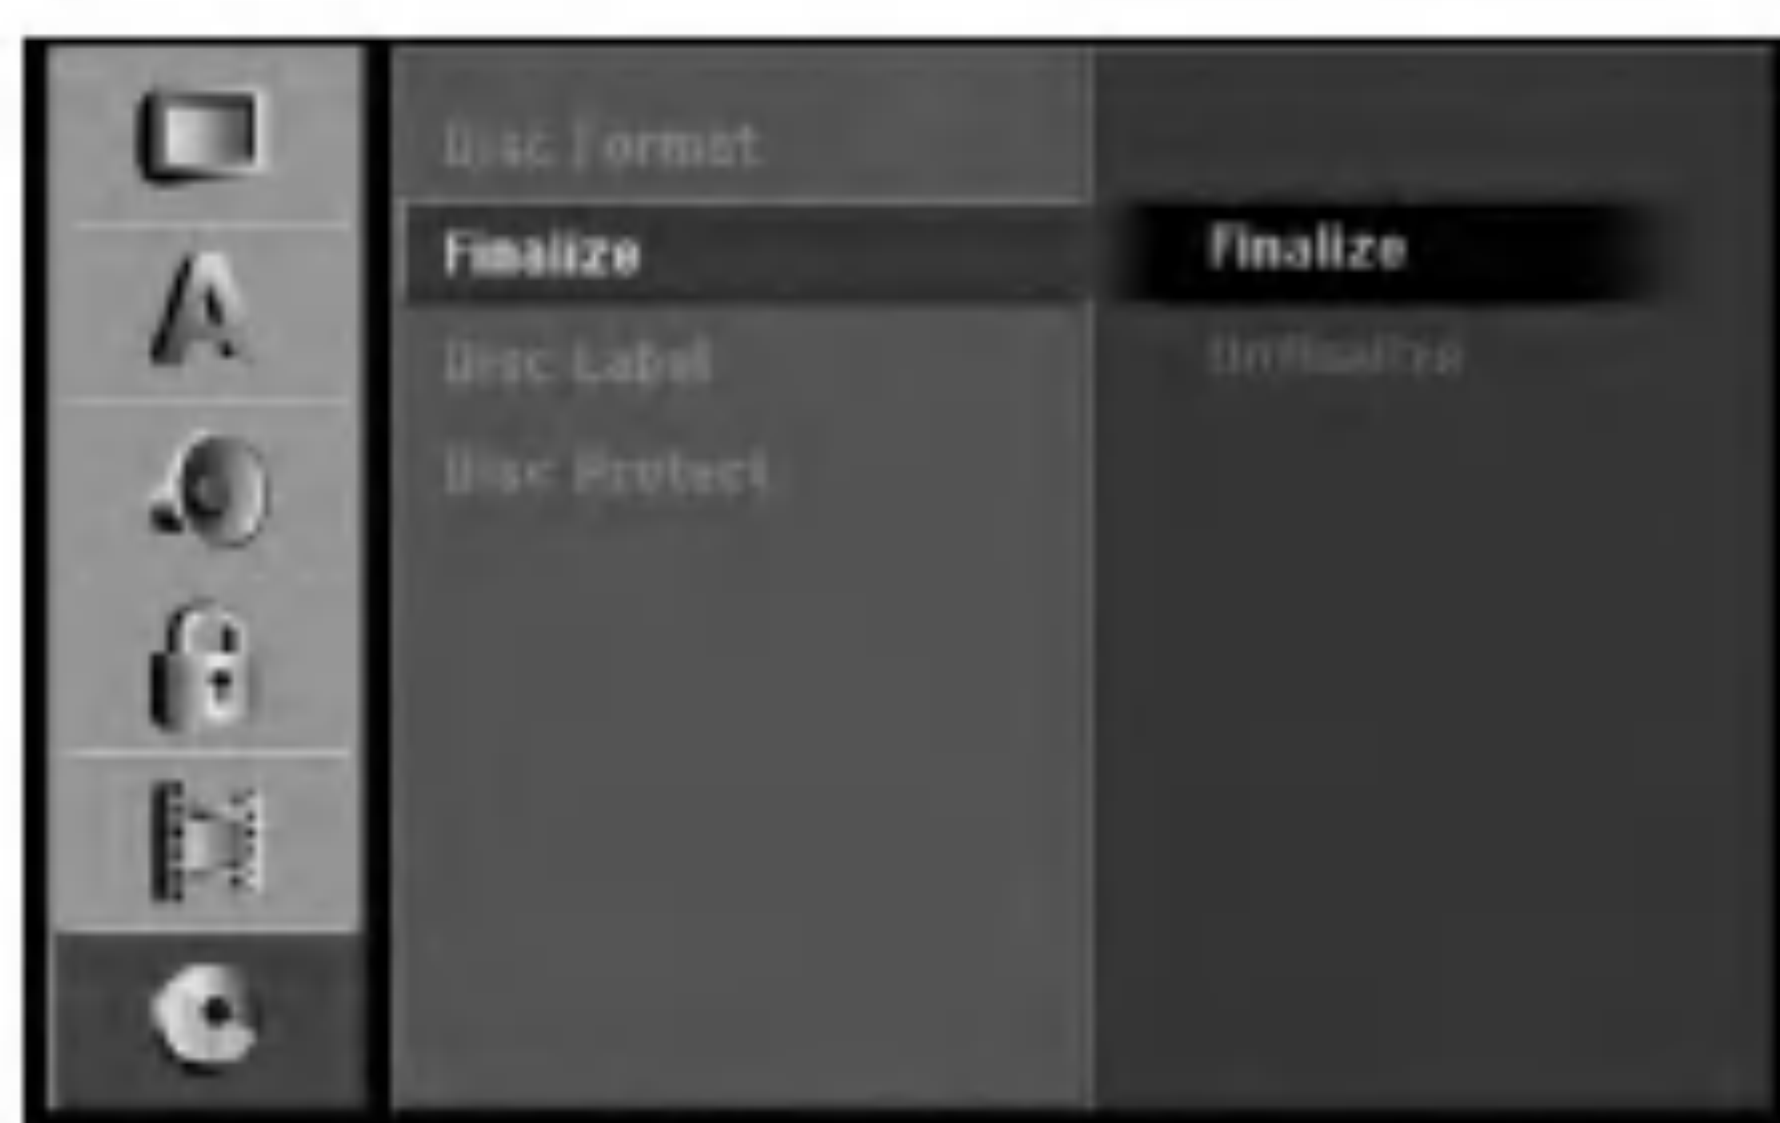 Disc Format
Finalize
Disc Label
Disc Protect
Finalize
Unfinalize